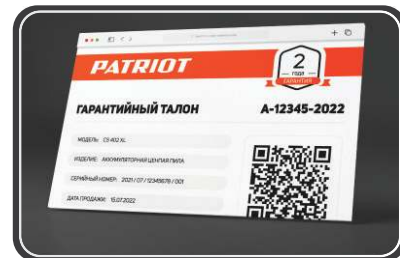 PATRIOT
2
ГОДА
ГАРАНТИЯ
ГАРАНТИЙНЫЙ ТАЛОН
A-12345-2022
МОДЕЛЬ: CS 402 XL
ИЗДЕЛИЕ: АККУМУЛЯТОРНАЯ ЦЕПНАЯ ПИЛА
СЕРИЙНЫЙ НОМЕР: 2021 / 07 / 12345678 / 001
ДАТА ПРОДАЖИ: 15.07.2022